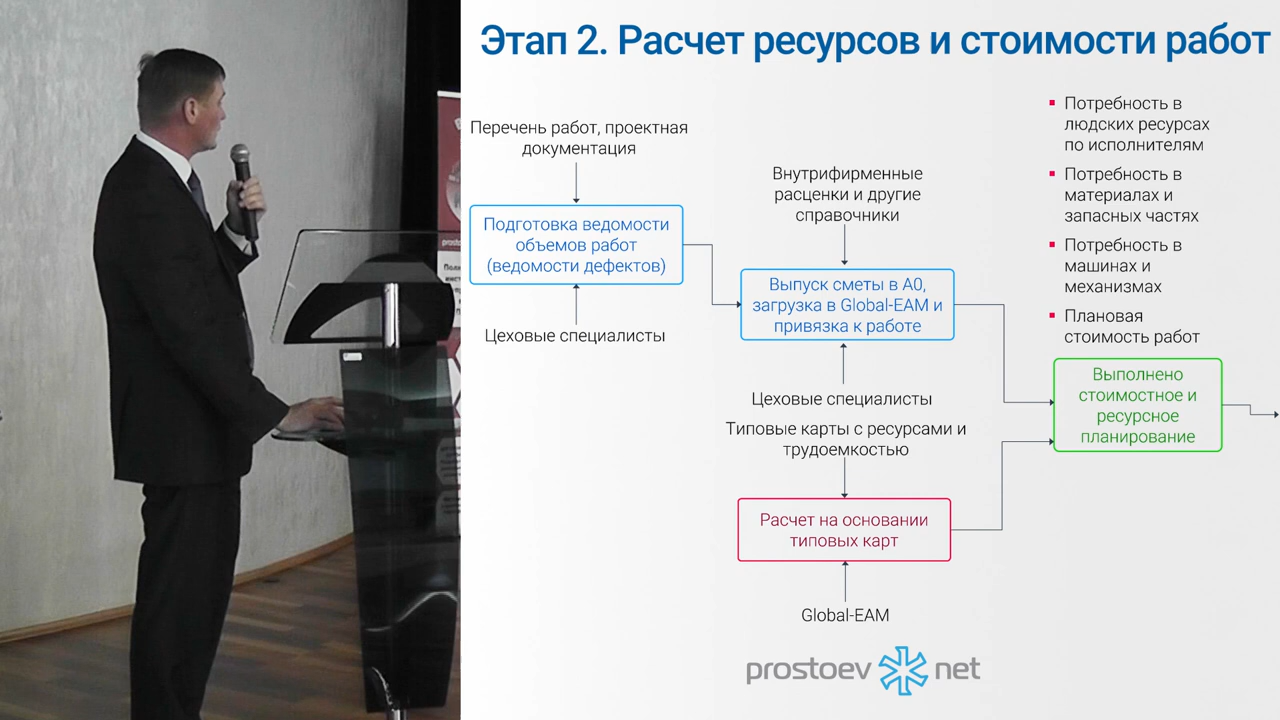 Этап 2. Расчет ресурсов и стоимости работ
Перечень работ, проектная
документация
Подготовка ведомости
объемов работ
(ведомости дефектов)
Цеховые специалисты
Внутрифирменные
расценки и другие
справочники
Выпуск сметы в А0,
загрузка в Global-EAM и
привязка к работе
Цеховые специалисты
Типовые карты с ресурсами и
трудоемкостью
Расчет на основании
типовых карт
Global-EAM
▪ Потребность в
людских ресурсах
по исполнителям
▪ Потребность в
материалах и
запасных частях
▪ Потребность в
машинах и
механизмах
▪ Плановая
стоимость работ
Выполнено
стоимостное и
ресурсное
планирование
prostoev net